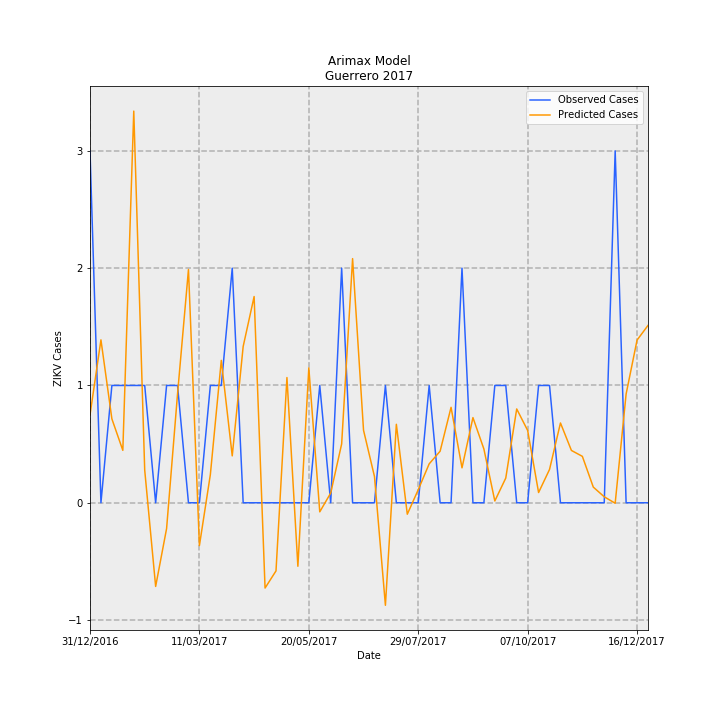 Arimax Model
Guerrero 2017
Observed Cases
Predicted Cases
ZIKV Cases
3
2
1
0
−1
31/12/2016 11/03/2017 20/05/2017 29/07/2017 07/10/2017 16/12/2017
Date